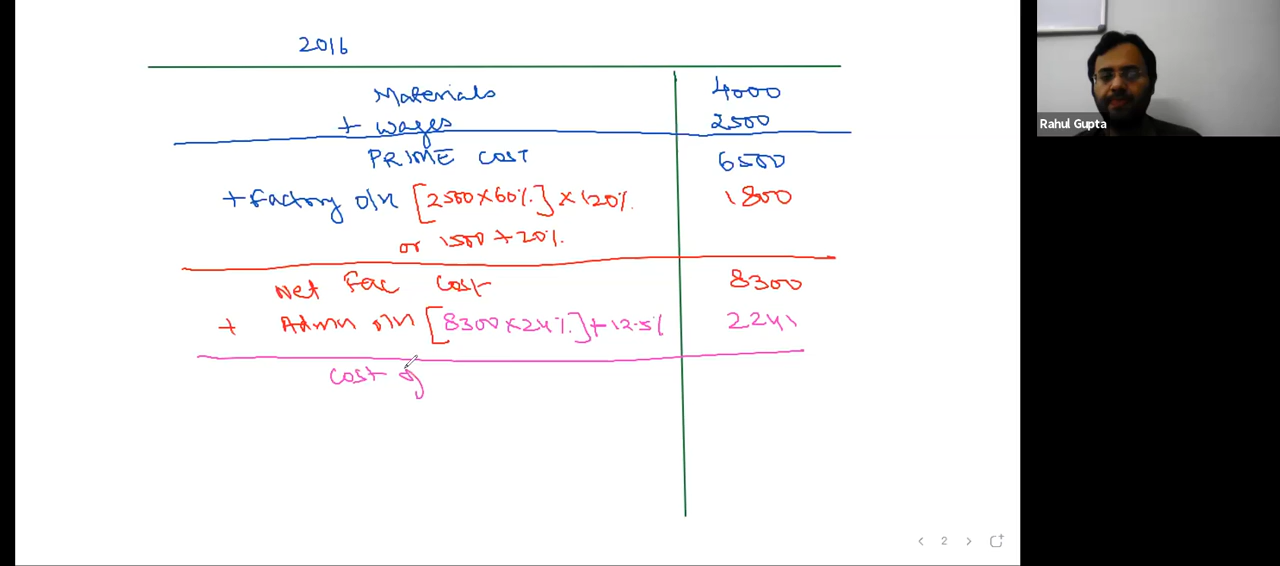 2016
Materials 4000
+ wages 2500
PRIME COST 6500
+ Factory o/h [2500 × 60%] × 120% 1800
or 1500 + 20%
Net Fac Cost 8300
+ Admn o/h [8300 × 24%] + 12.5% 2241
Cost of
Rahul Gupta
2